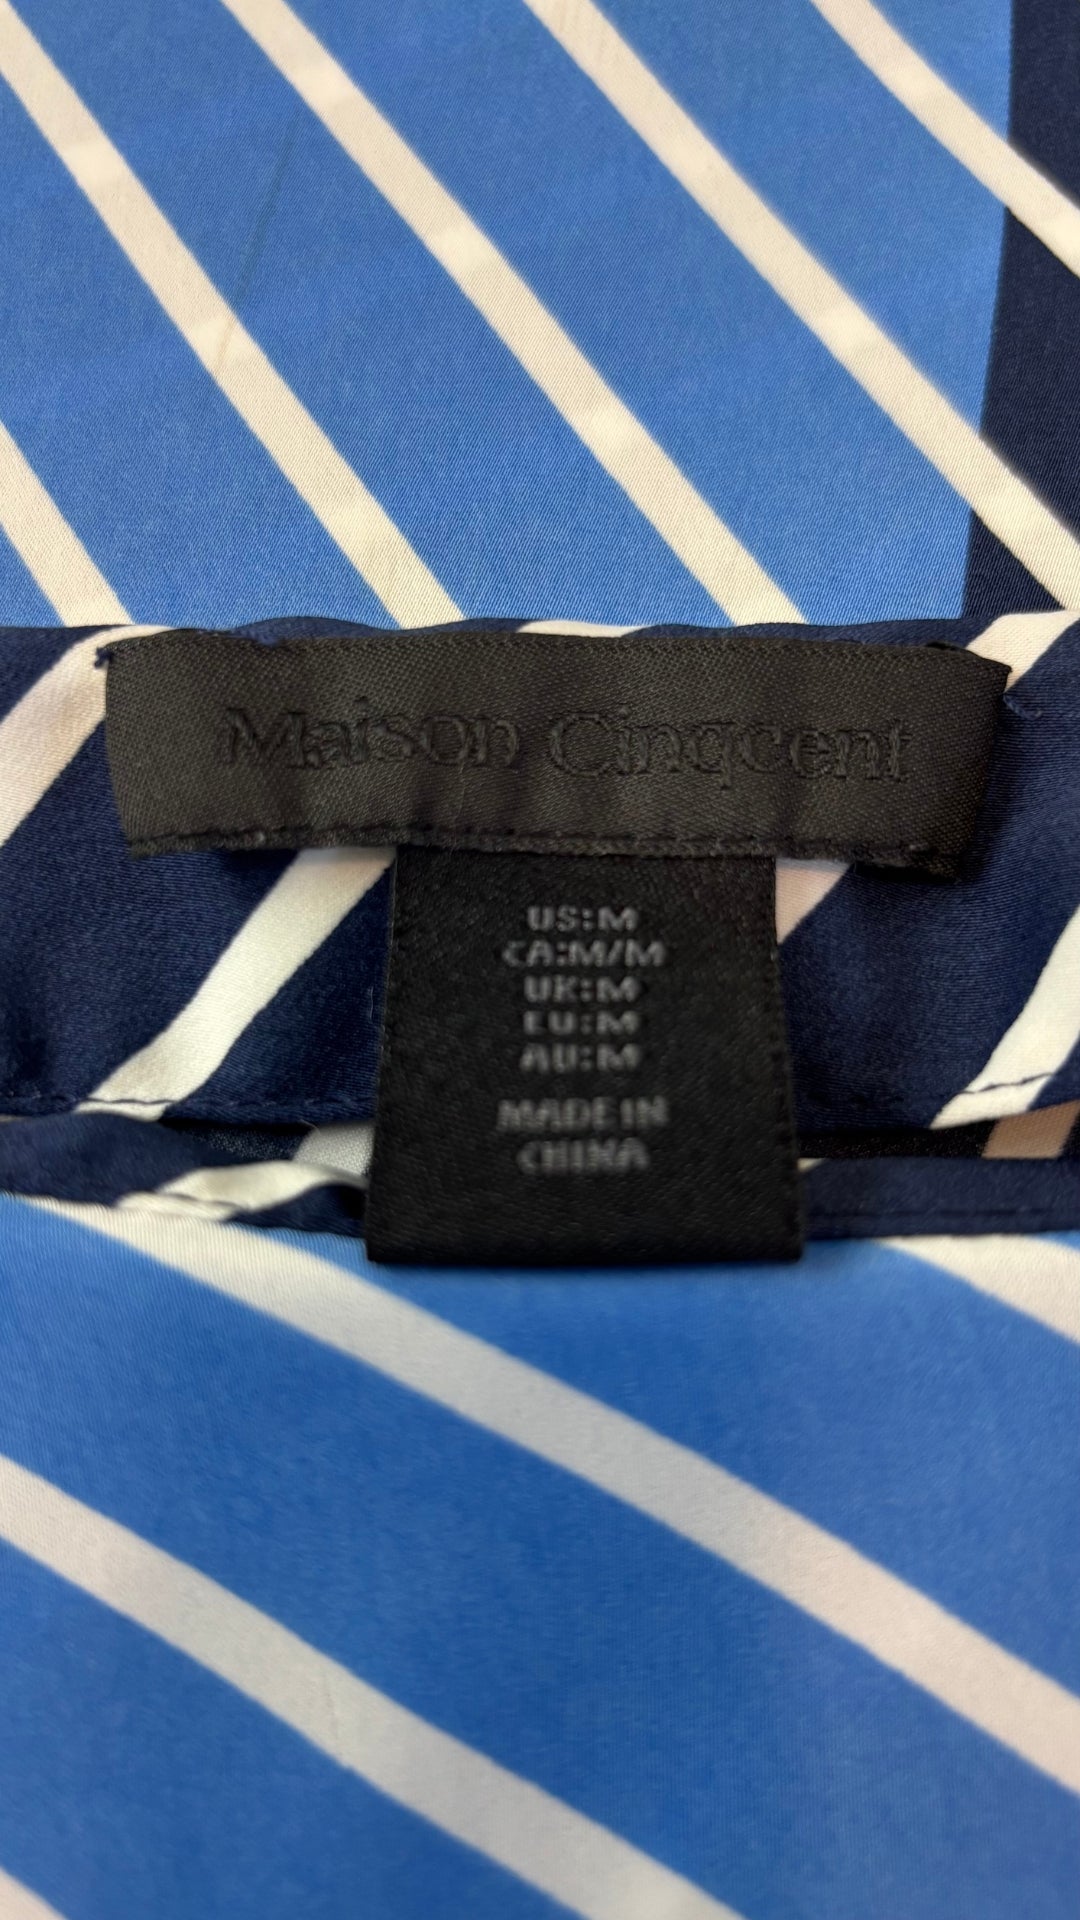 Maison Cinqcent
US:M
CA:M/M
UK:M
EU:M
AU:M
MADE IN
CHINA